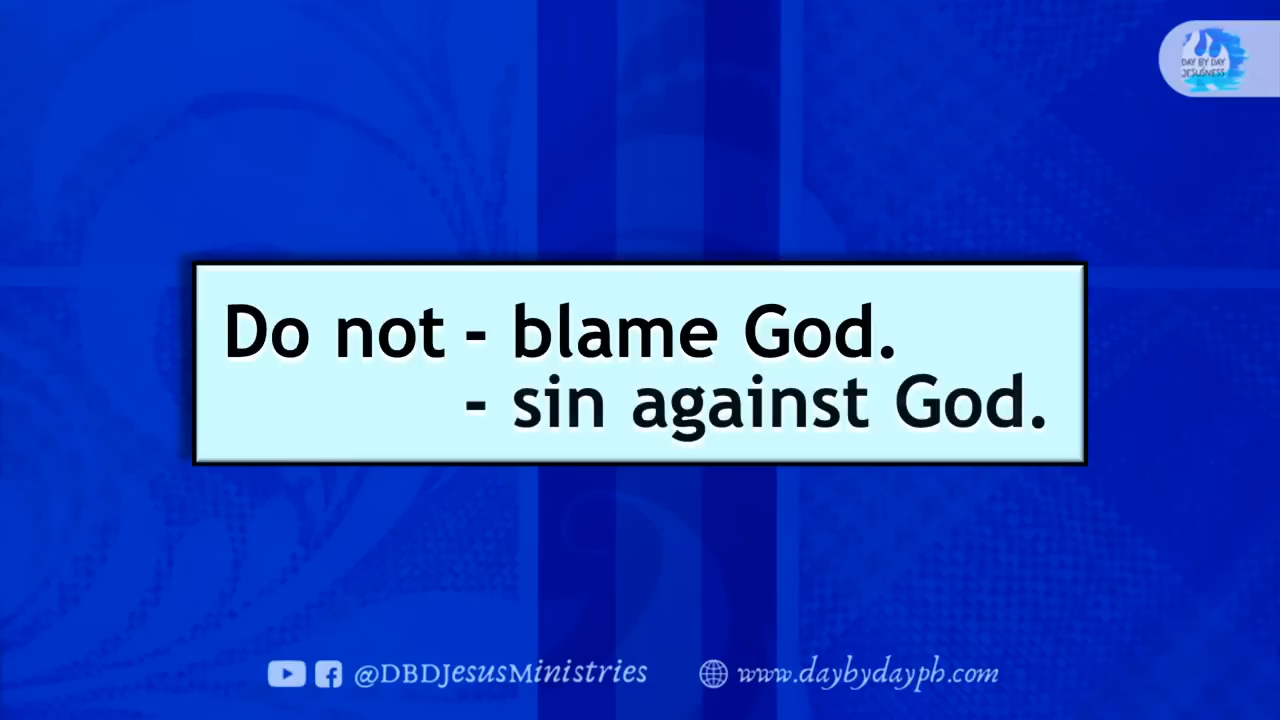 DAY BY DAY
JESUSNESS
Do not - blame God.
- sin against God.
@DBDJesusMinistries
www.daybydayph.com